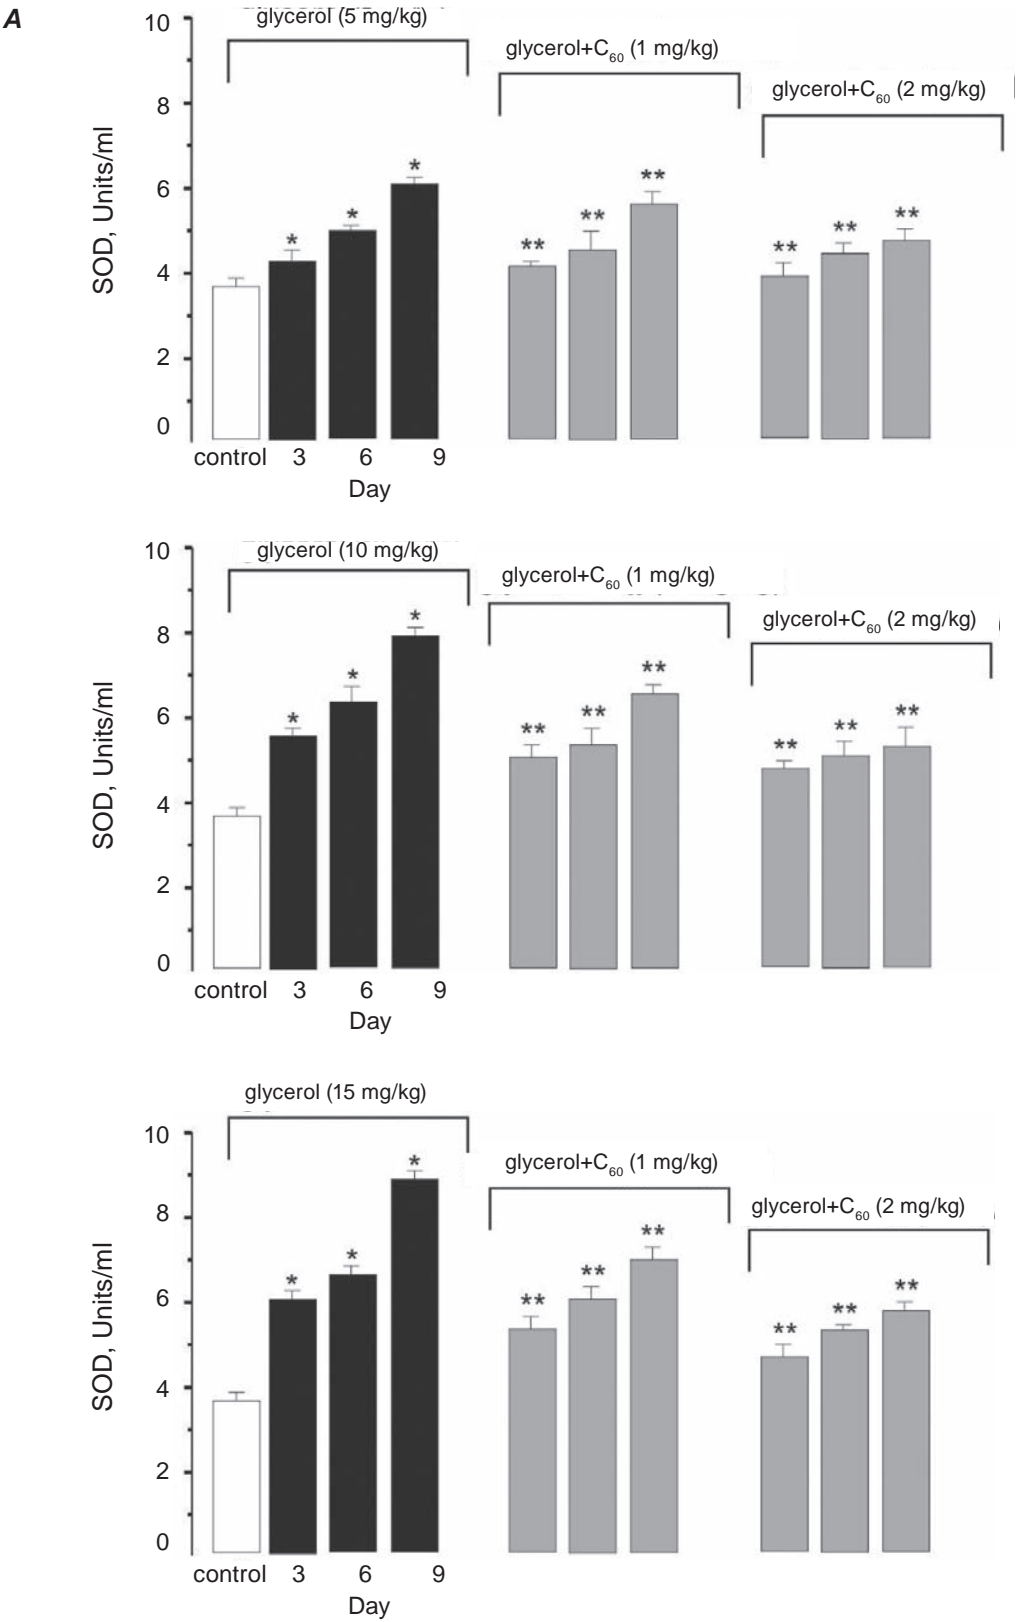 A
glycerol (5 mg/kg)
glycerol+C60 (1 mg/kg)
glycerol+C60 (2 mg/kg)
SOD, Units/ml
10
8
6
4
2
0
*
*
*
**
**
**
**
**
**
control 3 6 9
Day
glycerol (10 mg/kg)
glycerol+C60 (1 mg/kg)
glycerol+C60 (2 mg/kg)
SOD, Units/ml
10
8
6
4
2
0
*
*
*
**
**
**
**
**
**
control 3 6 9
Day
glycerol (15 mg/kg)
glycerol+C60 (1 mg/kg)
glycerol+C60 (2 mg/kg)
SOD, Units/ml
10
8
6
4
2
0
*
*
*
**
**
**
**
**
**
control 3 6 9
Day